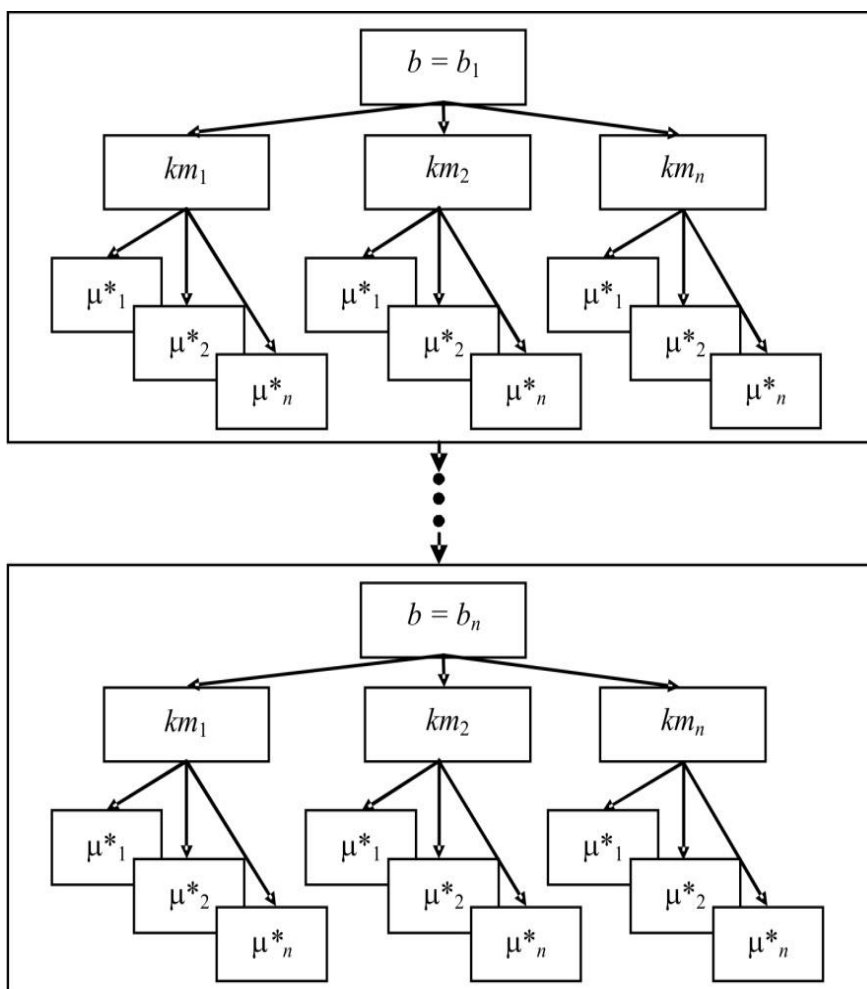 b = b₁
km₁ km₂ km​ₙ
μ*₁ μ*₁ μ*₁
μ*₂ μ*₂ μ*₂
μ*ₙ μ*ₙ μ*ₙ
b = bₙ
km₁ km₂ kmₙ
μ*₁ μ*₁ μ*₁
μ*₂ μ*₂ μ*₂
μ*ₙ μ*ₙ μ*ₙ